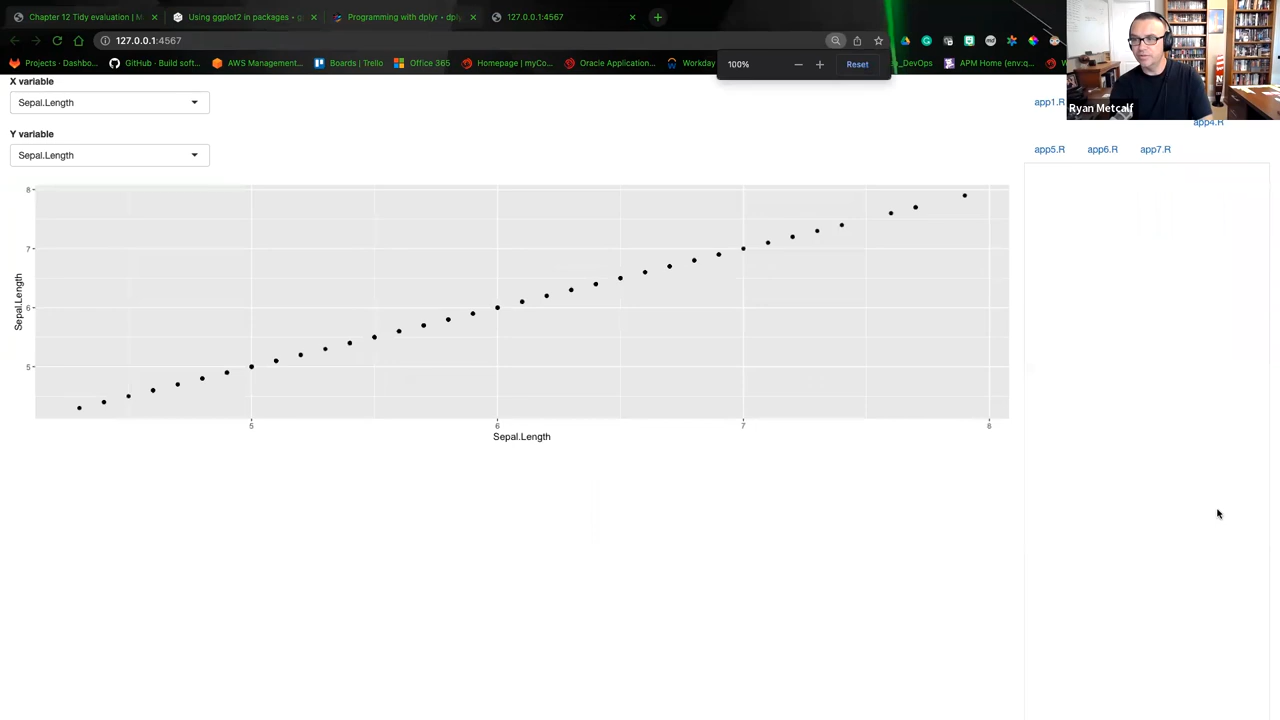 Chapter 12 Tidy evaluation | M
Using ggplot2 in packages • g
Programming with dplyr • dply
127.0.0.1:4567
127.0.0.1:4567
Projects · Dashbo...
GitHub · Build soft...
AWS Management...
Boards | Trello
Office 365
Homepage | myCo...
Oracle Application...
Workday
_DevOps
APM Home (env:q...
100%
Reset
Ryan Metcalf
X variable
Sepal.Length
Y variable
Sepal.Length
app1.R
app4.R
app5.R app6.R app7.R
8
7
6
5
Sepal.Length
5 6 7 8
Sepal.Length